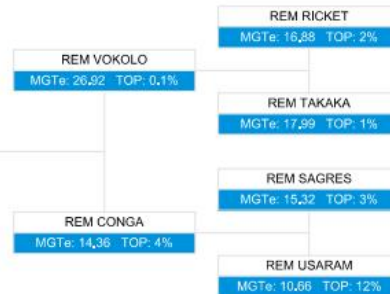 REM RICKET
MGTe: 16,88 TOP: 2%
REM VOKOLO
MGTe: 26,92 TOP: 0,1%
REM TAKAKA
MGTe: 17,99 TOP: 1%
REM SAGRES
MGTe: 15,32 TOP: 3%
REM CONGA
MGTe: 14,36 TOP: 4%
REM USARAM
MGTe: 10,66 TOP: 12%